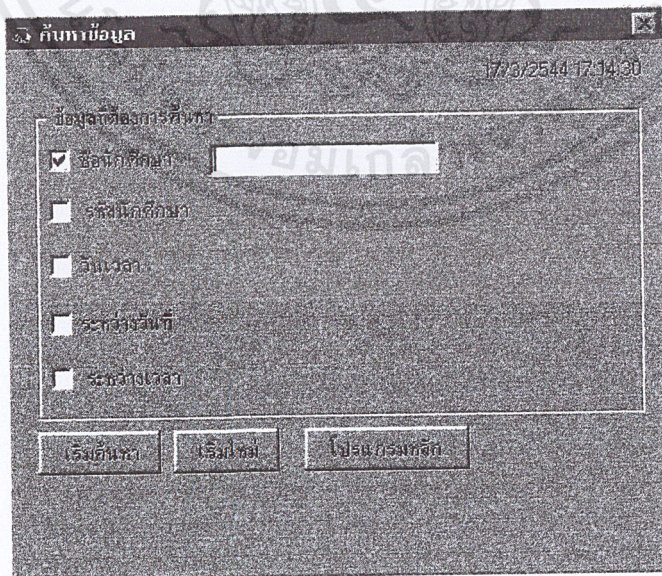 ค้นหาข้อมูล
17/3/2544 17:14:30
ข้อมูลที่ต้องการค้นหา
ชื่อนักศึกษา
รหัสนักศึกษา
วันเวลา
ระหว่างวันที่
ระหว่างเวลา
เริ่มค้นหา เริ่มใหม่ โปรแกรมหลัก